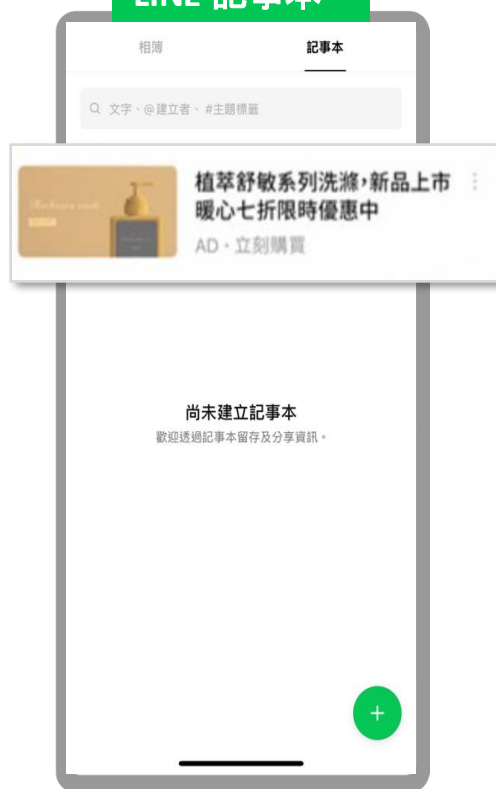 LINE 記事本
相簿
記事本
文字、@建立者、 #主題標籤
植萃舒敏系列洗滌,新品上市
暖心七折限時優惠中
AD・立刻購買
尚未建立記事本
歡迎透過記事本留存及分享資訊。